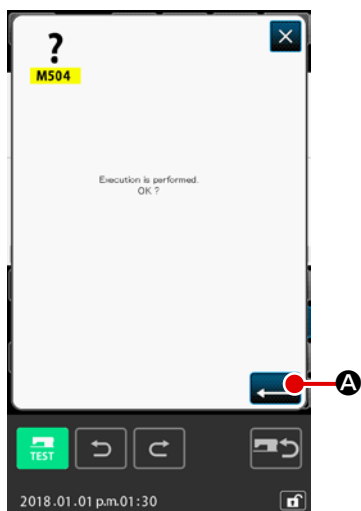 ?
M504
Execution is performed.
OK ?
A
TEST
2018.01.01 p.m.01:30